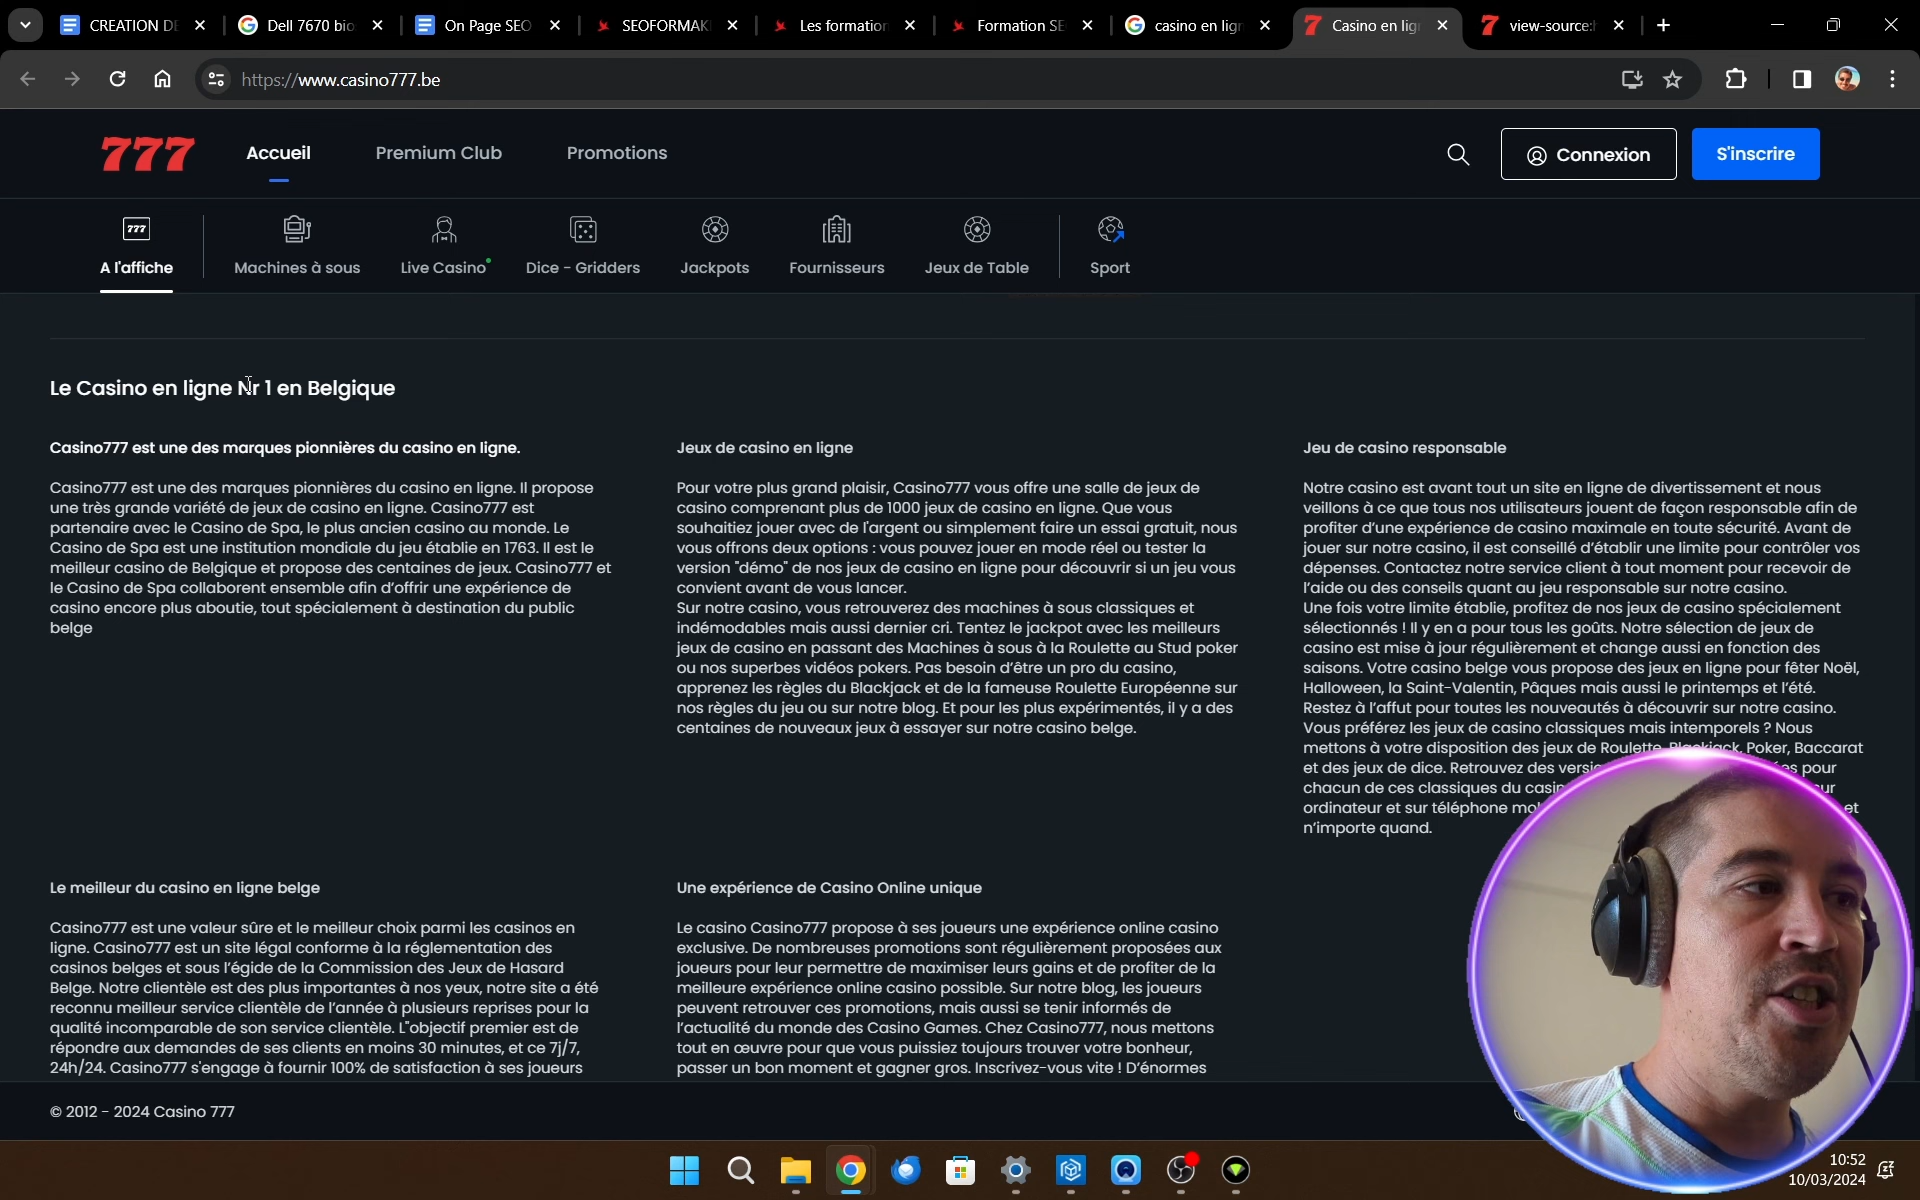 CREATION DE
Dell 7670 bio
On Page SEO
SEOFORMAK
Les formation
Formation SE
casino en lign
Casino en lign
view-source:h
https://www.casino777.be
777
Accueil
Premium Club
Promotions
Connexion
S'inscrire
777
A l'affiche
Machines à sous
Live Casino
Dice - Gridders
Jackpots
Fournisseurs
Jeux de Table
Sport
Le Casino en ligne Nr 1 en Belgique
Casino777 est une des marques pionnières du casino en ligne.
Casino777 est une des marques pionnières du casino en ligne. Il propose
une très grande variété de jeux de casino en ligne. Casino777 est
partenaire avec le Casino de Spa, le plus ancien casino au monde. Le
Casino de Spa est une institution mondiale du jeu établie en 1763. Il est le
meilleur casino de Belgique et propose des centaines de jeux. Casino777 et
le Casino de Spa collaborent ensemble afin d'offrir une expérience de
casino encore plus aboutie, tout spécialement à destination du public
belge
Jeux de casino en ligne
Pour votre plus grand plaisir, Casino777 vous offre une salle de jeux de
casino comprenant plus de 1000 jeux de casino en ligne. Que vous
souhaitiez jouer avec de l'argent ou simplement faire un essai gratuit, nous
vous offrons deux options : vous pouvez jouer en mode réel ou tester la
version "démo" de nos jeux de casino en ligne pour découvrir si un jeu vous
convient avant de vous lancer.
Sur notre casino, vous retrouverez des machines à sous classiques et
indémodables mais aussi dernier cri. Tentez le jackpot avec les meilleurs
jeux de casino en passant des Machines à sous à la Roulette au Stud poker
ou nos superbes vidéos pokers. Pas besoin d'être un pro du casino,
apprenez les règles du Blackjack et de la fameuse Roulette Européenne sur
nos règles du jeu ou sur notre blog. Et pour les plus expérimentés, il y a des
centaines de nouveaux jeux à essayer sur notre casino belge.
Jeu de casino responsable
Notre casino est avant tout un site en ligne de divertissement et nous
veillons à ce que tous nos utilisateurs jouent de façon responsable afin de
profiter d'une expérience de casino maximale en toute sécurité. Avant de
jouer sur notre casino, il est conseillé d'établir une limite pour contrôler vos
dépenses. Contactez notre service client à tout moment pour recevoir de
l'aide ou des conseils quant au jeu responsable sur notre casino.
Une fois votre limite établie, profitez de nos jeux de casino spécialement
sélectionnés ! Il y en a pour tous les goûts. Notre sélection de jeux de
casino est mise à jour régulièrement et change aussi en fonction des
saisons. Votre casino belge vous propose des jeux en ligne pour fêter Noël,
Halloween, la Saint-Valentin, Pâques mais aussi le printemps et l'été.
Restez à l'affut pour toutes les nouveautés à découvrir sur notre casino.
Vous préférez les jeux de casino classiques mais intemporels ? Nous
mettons à votre disposition des jeux de Roulette, Blackjack, Poker, Baccarat
et des jeux de dice. Retrouvez des versi es pour
chacun de ces classiques du casin ur
ordinateur et sur téléphone mo et
n'importe quand.
Le meilleur du casino en ligne belge
Casino777 est une valeur sûre et le meilleur choix parmi les casinos en
ligne. Casino777 est un site légal conforme à la réglementation des
casinos belges et sous l'égide de la Commission des Jeux de Hasard
Belge. Notre clientèle est des plus importantes à nos yeux, notre site a été
reconnu meilleur service clientèle de l'année à plusieurs reprises pour la
qualité incomparable de son service clientèle. L"objectif premier est de
répondre aux demandes de ses clients en moins 30 minutes, et ce 7j/7,
24h/24. Casino777 s'engage à fournir 100% de satisfaction à ses joueurs
Une expérience de Casino Online unique
Le casino Casino777 propose à ses joueurs une expérience online casino
exclusive. De nombreuses promotions sont régulièrement proposées aux
joueurs pour leur permettre de maximiser leurs gains et de profiter de la
meilleure expérience online casino possible. Sur notre blog, les joueurs
peuvent retrouver ces promotions, mais aussi se tenir informés de
l'actualité du monde des Casino Games. Chez Casino777, nous mettons
tout en œuvre pour que vous puissiez toujours trouver votre bonheur,
passer un bon moment et gagner gros. Inscrivez-vous vite ! D'énormes
© 2012 - 2024 Casino 777
10:52
10/03/2024